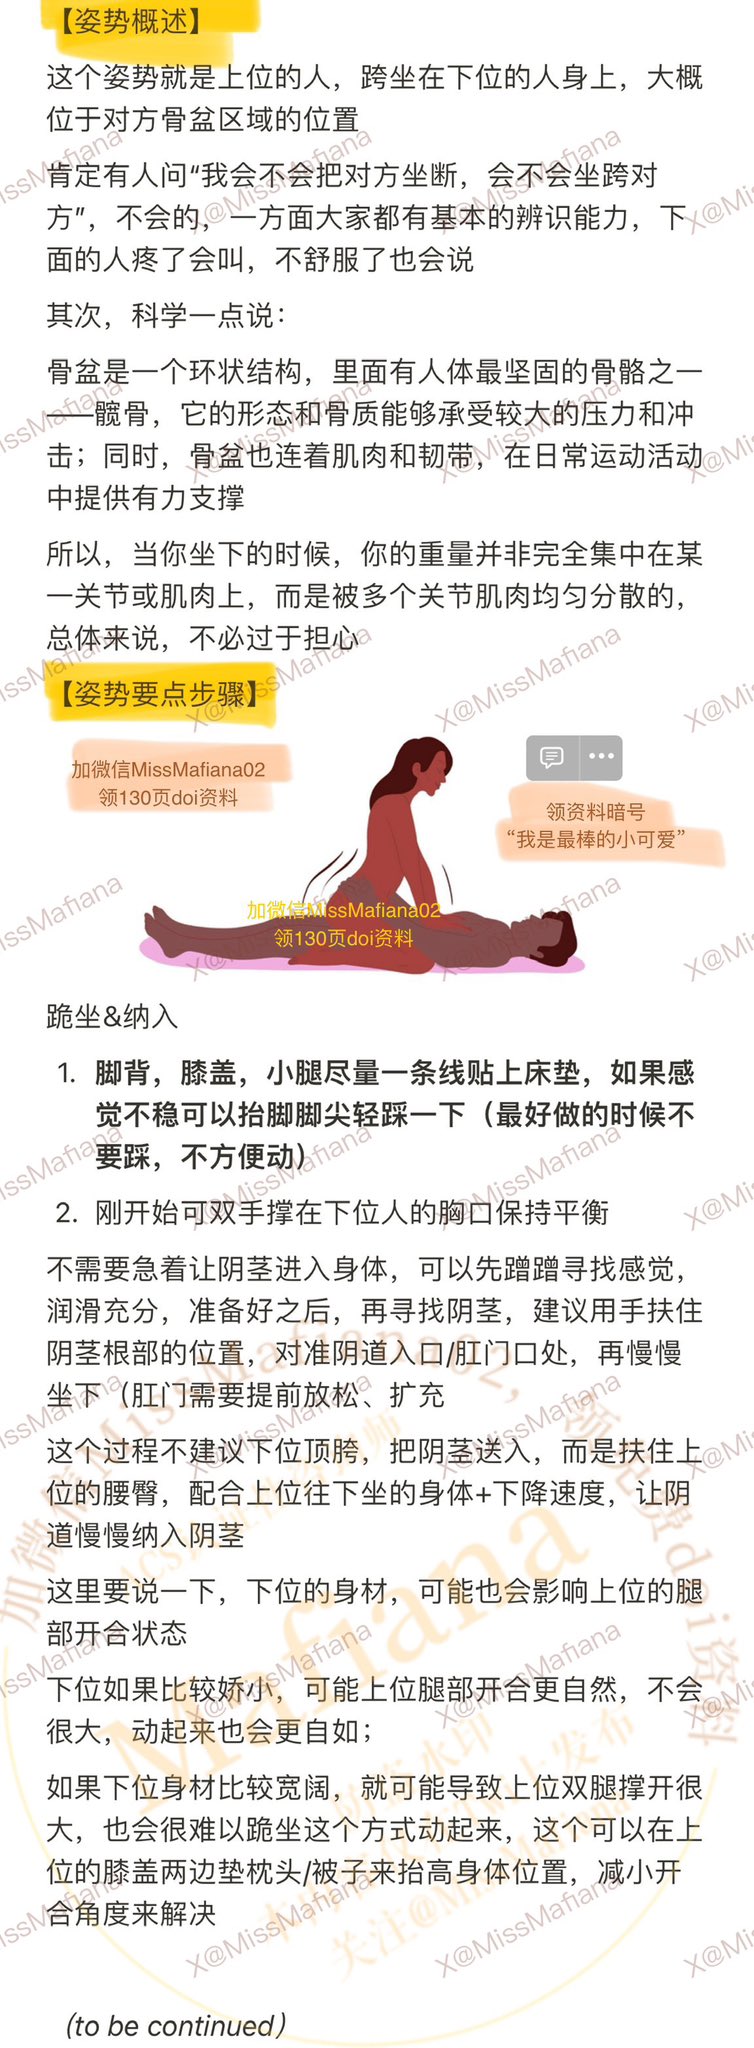 【姿势概述】
这个姿势就是上位的人，跨坐在下位的人身上，大概
位于对方骨盆区域的位置
肯定有人问“我会不会把对方坐断，会不会坐跨对
方”，不会的，一方面大家都有基本的辨识能力，下
面的人疼了会叫，不舒服了也会说
其次，科学一点说：
骨盆是一个环状结构，里面有人体最坚固的骨骼之一
——髋骨，它的形态和骨质能够承受较大的压力和冲
击；同时，骨盆也连着肌肉和韧带，在日常运动活动
中提供有力支撑
所以，当你坐下的时候，你的重量并非完全集中在某
一关节或肌肉上，而是被多个关节肌肉均匀分散的，
总体来说，不必过于担心
【姿势要点步骤】
加微信MissMafiana02
领130页doi资料
领资料暗号
“我是最棒的小可爱”
加微信MissMafiana02
领130页doi资料
跪坐&纳入
1. 脚背，膝盖，小腿尽量一条线贴上床垫，如果感
觉不稳可以抬脚脚尖轻踩一下（最好做的时候不
要踩，不方便动）
2. 刚开始可双手撑在下位人的胸口保持平衡
不需要急着让阴茎进入身体，可以先蹭蹭寻找感觉，
润滑充分，准备好之后，再寻找阴茎，建议用手扶住
阴茎根部的位置，对准阴道入口/肛门口处，再慢慢
坐下（肛门需要提前放松、扩充
这个过程不建议下位顶胯，把阴茎送入，而是扶住上
位的腰臀，配合上位往下坐的身体+下降速度，让阴
道慢慢纳入阴茎
这里要说一下，下位的身材，可能也会影响上位的腿
部开合状态
下位如果比较娇小，可能上位腿部开合更自然，不会
很大，动起来也会更自如；
如果下位身材比较宽阔，就可能导致上位双腿撑开很
大，也会很难以跪坐这个方式动起来，这个可以在上
位的膝盖两边垫枕头/被子来抬高身体位置，减小开
合角度来解决
(to be continued）
X@MissMafiana
加微信MissMafiana02，领免费doi资料
Mafiana
防盗水印
关注@MissMafiana